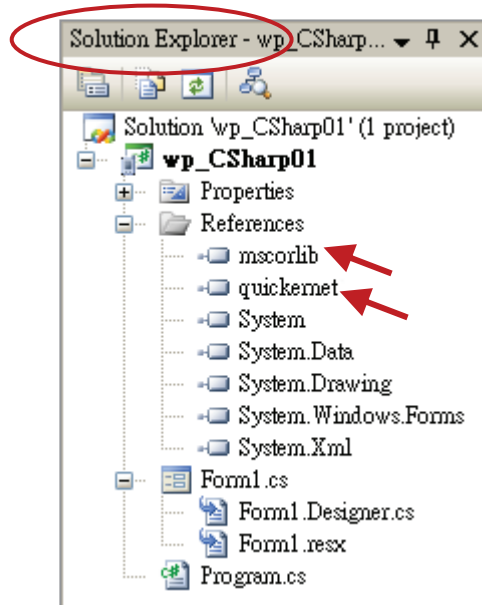 Solution Explorer - wp_CSharp...
Solution 'wp_CSharp01' (1 project)
wp_CSharp01
Properties
References
mscorlib
quickernet
System
System.Data
System.Drawing
System.Windows.Forms
System.Xml
Form1.cs
Form1.Designer.cs
Form1.resx
Program.cs